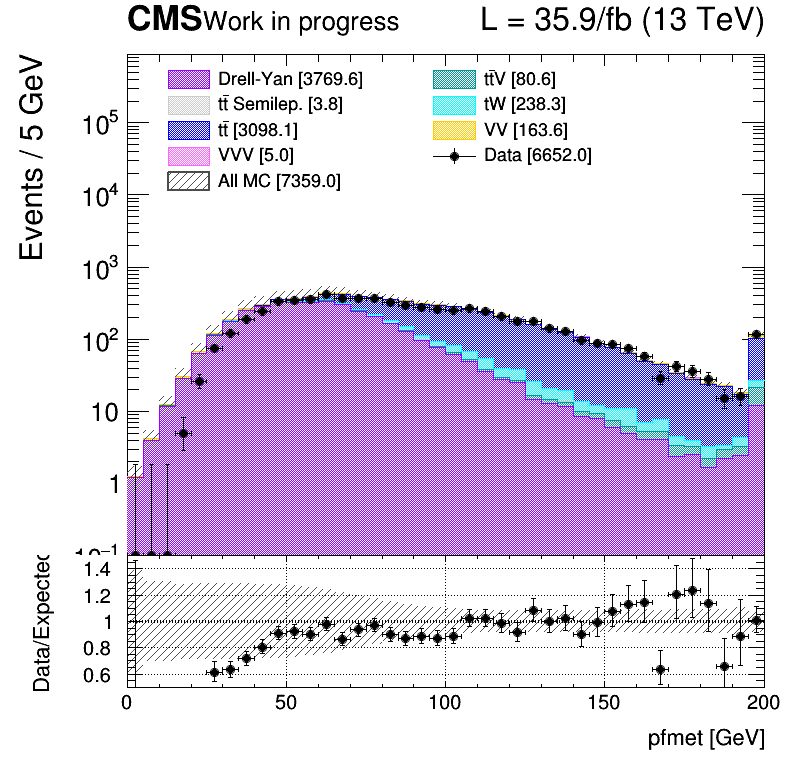 CMS Work in progress L = 35.9/fb (13 TeV)
Events / 5 GeV
Drell-Yan [3769.6]
tt̄ Semilep. [3.8]
tt̄ [3098.1]
VVV [5.0]
All MC [7359.0]
tt̄V [80.6]
tW [238.3]
VV [163.6]
Data [6652.0]
10⁵
10⁴
10³
10²
10
1
10⁻¹
Data/Expected
1.4
1.2
1
0.8
0.6
0 50 100 150 200
pfmet [GeV]